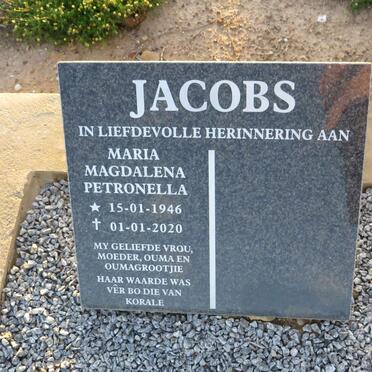 JACOBS
IN LIEFDEVOLLE HERINNERING AAN
MARIA
MAGDALENA
PETRONELLA
★ 15-01-1946
✝ 01-01-2020
MY GELIEFDE VROU,
MOEDER, OUMA EN
OUMAGROOTJIE
HAAR WAARDE WAS
VÊR BO DIE VAN
KORALE